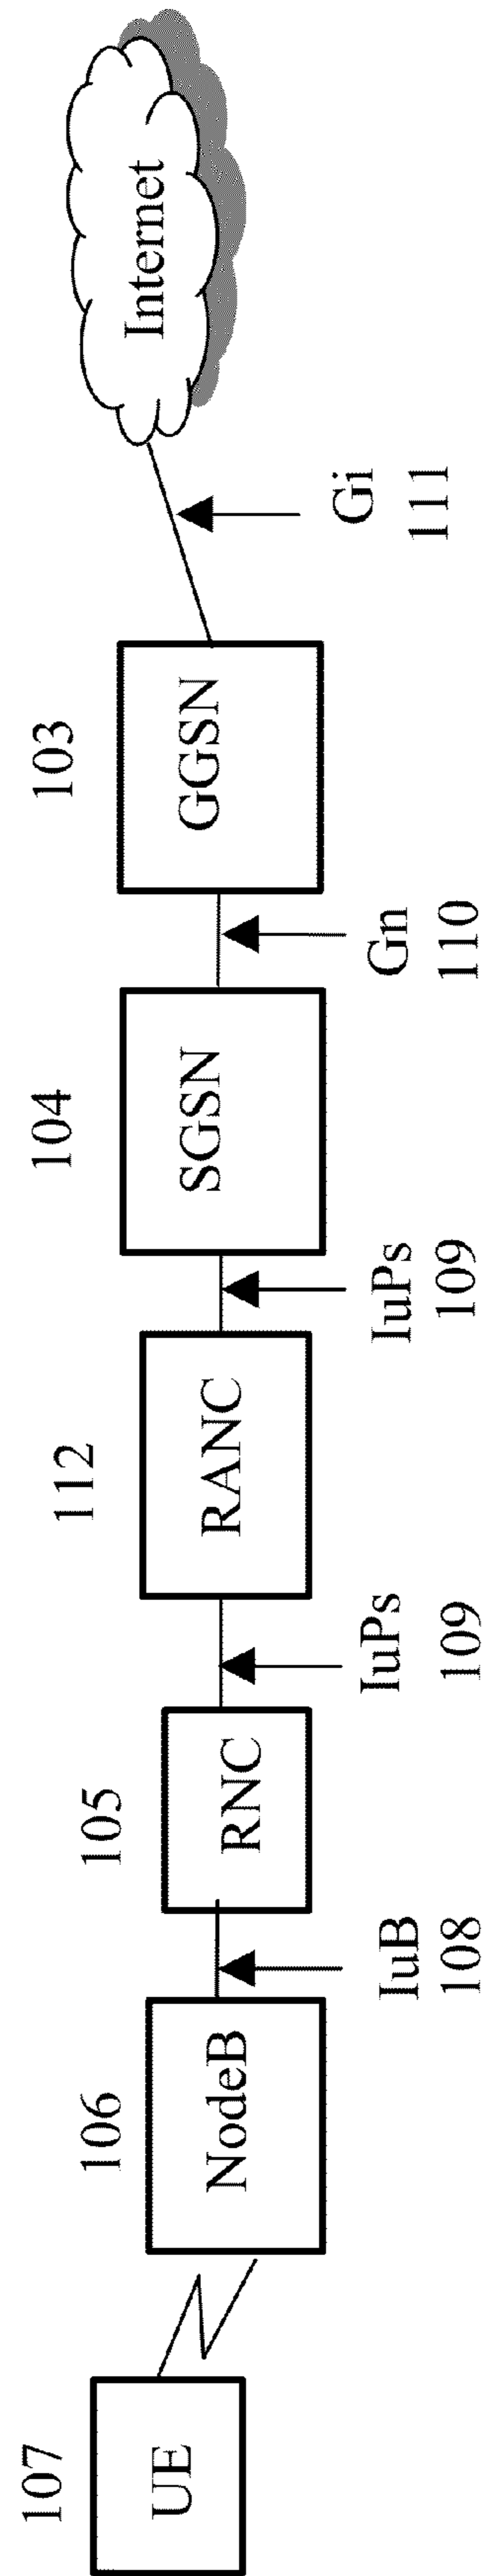 107
UE
106
NodeB
IuB
108
105
RNC
IuPs
109
112
RANC
IuPs
109
104
SGSN
Gn
110
103
GGSN
Gi
111
Internet